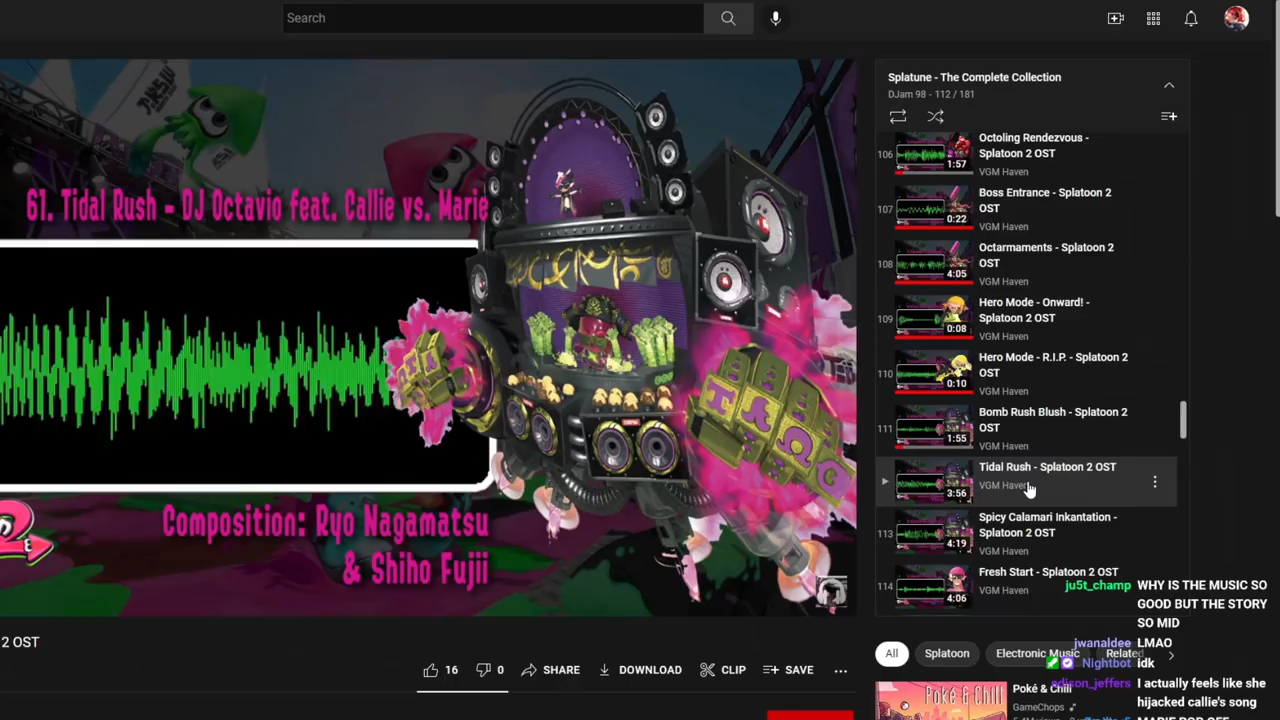 Search
61. Tidal Rush - DJ Octavio feat. Callie vs. Marie
Composition: Ryo Nagamatsu
& Shiho Fujii
2 OST
16
0
SHARE
DOWNLOAD
CLIP
SAVE
Splatune - The Complete Collection
DJam 98 - 112 / 181
106
1:57
Octoling Rendezvous -
Splatoon 2 OST
VGM Haven
107
0:22
Boss Entrance - Splatoon 2
OST
VGM Haven
108
4:05
Octarmaments - Splatoon 2
OST
VGM Haven
109
0:08
Hero Mode - Onward! -
Splatoon 2 OST
VGM Haven
110
0:10
Hero Mode - R.I.P. - Splatoon 2
OST
VGM Haven
111
1:55
Bomb Rush Blush - Splatoon 2
OST
VGM Haven
3:56
Tidal Rush - Splatoon 2 OST
VGM Haven
113
4:19
Spicy Calamari Inkantation -
Splatoon 2 OST
VGM Haven
114
4:06
Fresh Start - Splatoon 2 OST
VGM Haven
ju5t_champ WHY IS THE MUSIC SO
GOOD BUT THE STORY
SO MID
jwanaldee LMAO
Nightbot idk
edison_jeffers I actually feels like she
hijacked callie's song
All
Splatoon
Electronic Music
Related
Poké & Chill
Poké & Chill
GameChops